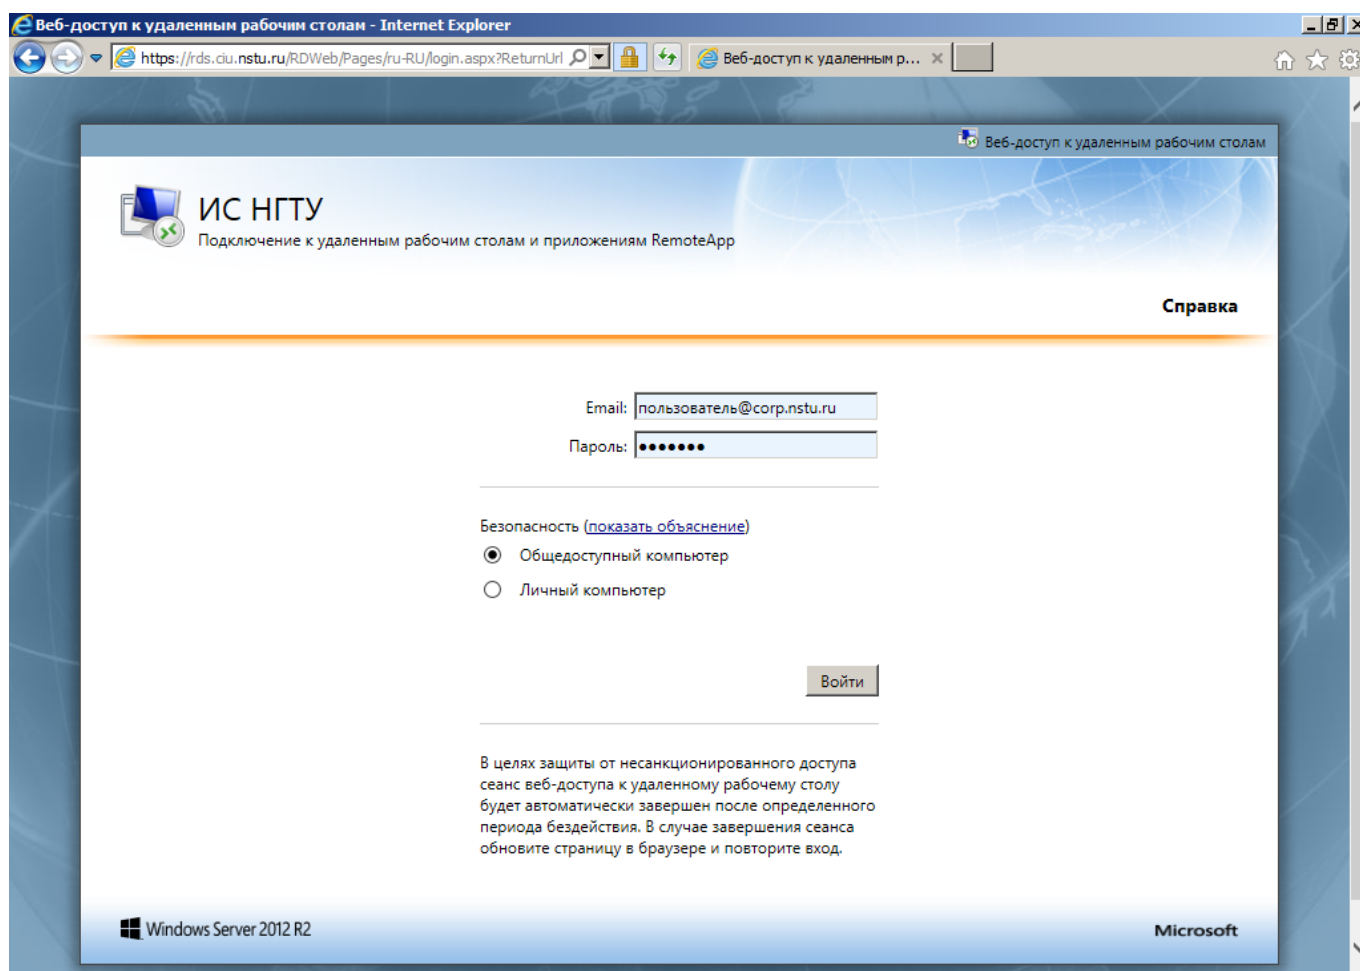 Веб-доступ к удаленным рабочим столам - Internet Explorer
https://rds.ciu.nstu.ru/RDWeb/Pages/ru-RU/login.aspx?ReturnUrl
Веб-доступ к удаленным р...
Веб-доступ к удаленным рабочим столам
ИС НГТУ
Подключение к удаленным рабочим столам и приложениям RemoteApp
Справка
Email: пользователь@corp.nstu.ru
Пароль: •••••••
Безопасность (показать объяснение)
Общедоступный компьютер
Личный компьютер
Войти
В целях защиты от несанкционированного доступа
сеанс веб-доступа к удаленному рабочему столу
будет автоматически завершен после определенного
периода бездействия. В случае завершения сеанса
обновите страницу в браузере и повторите вход.
Windows Server 2012 R2
Microsoft